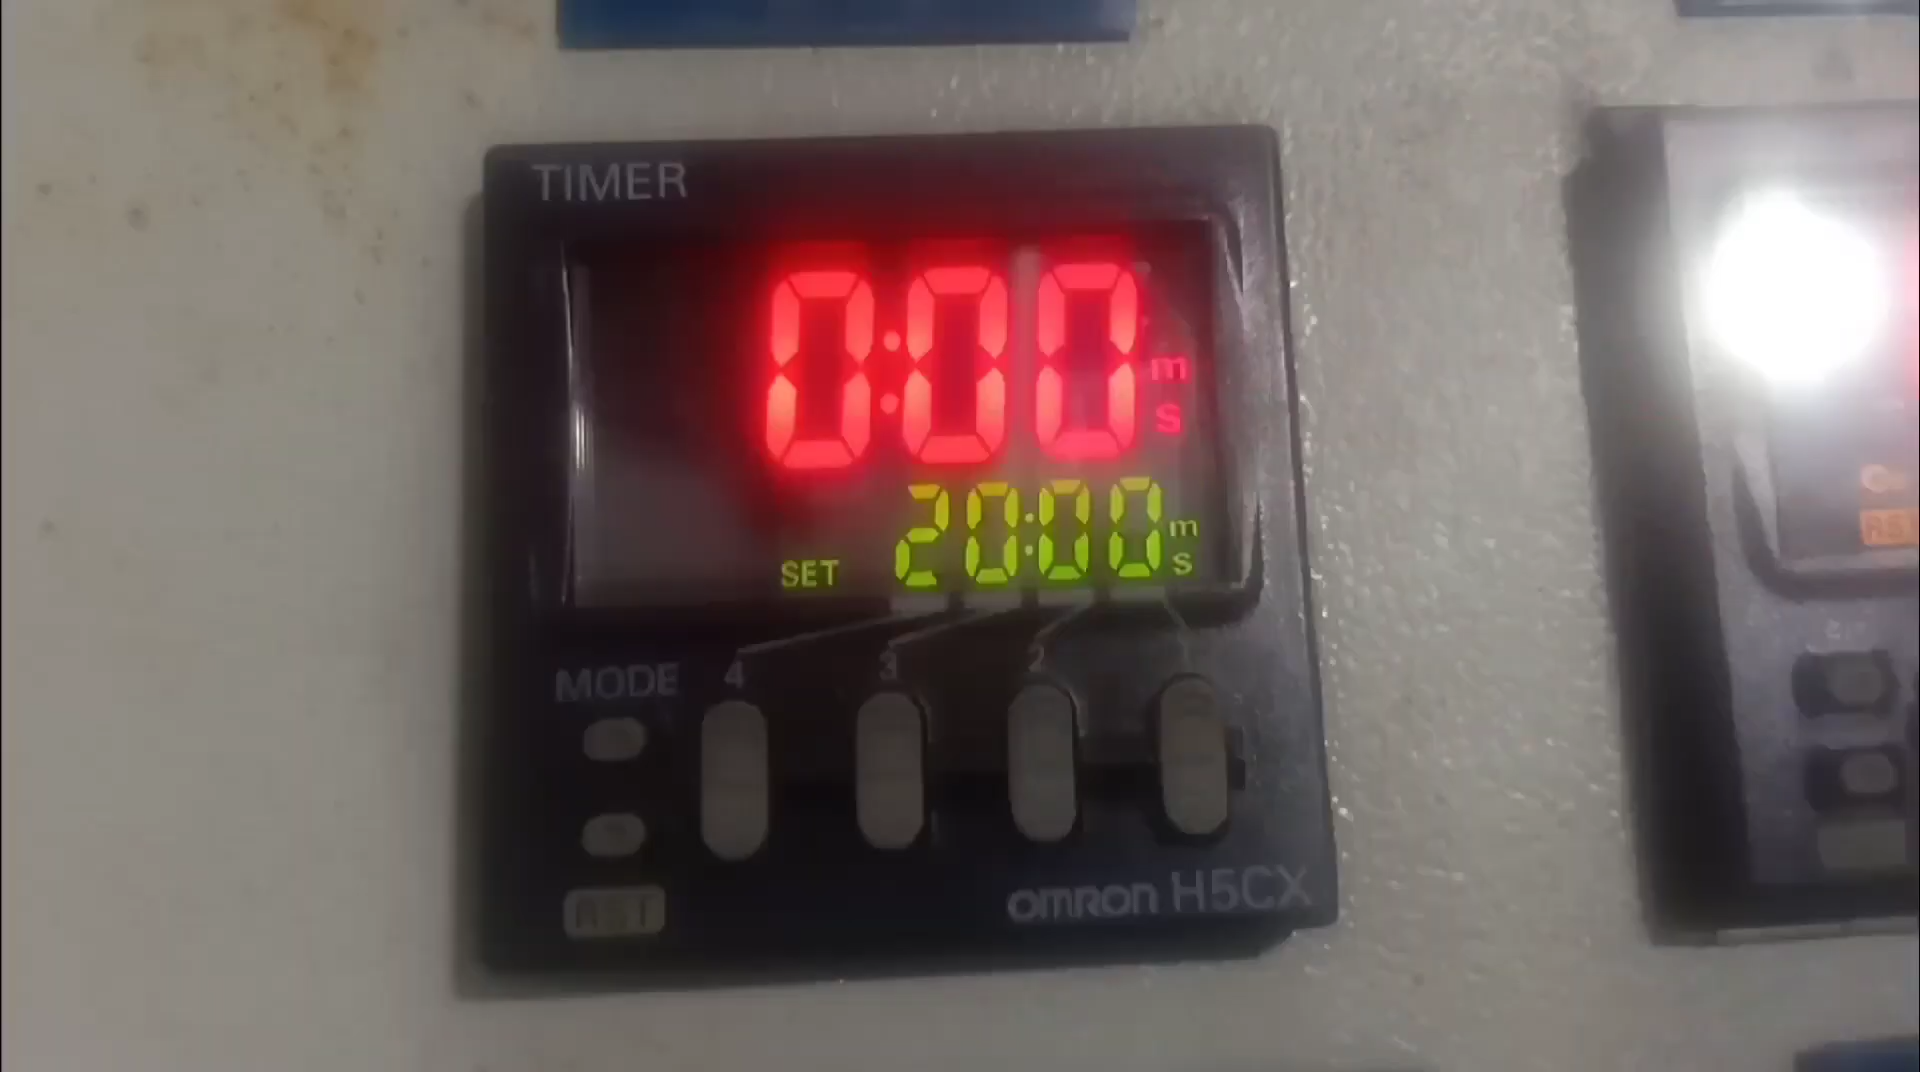 TIMER
0:00 m s
SET 20:00 m s
MODE 4 3 2
RST
omron H5CX